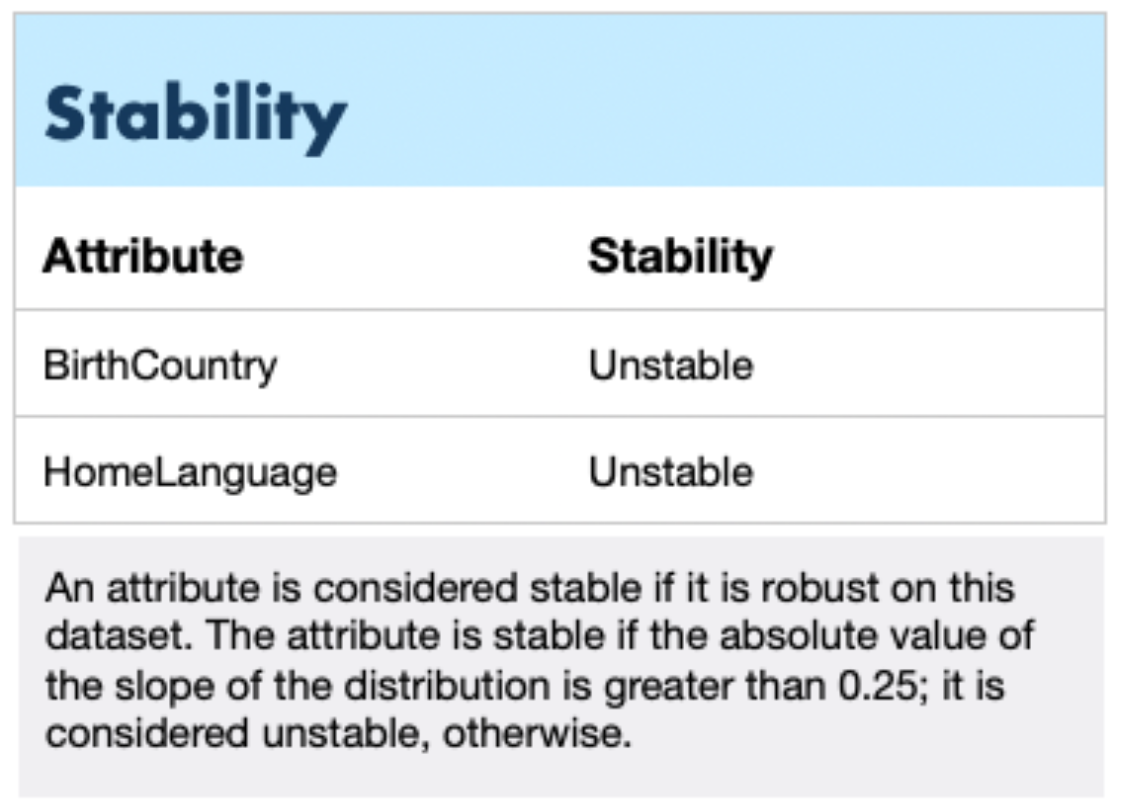 Stability
Attribute Stability
BirthCountry Unstable
HomeLanguage Unstable
An attribute is considered stable if it is robust on this
dataset. The attribute is stable if the absolute value of
the slope of the distribution is greater than 0.25; it is
considered unstable, otherwise.